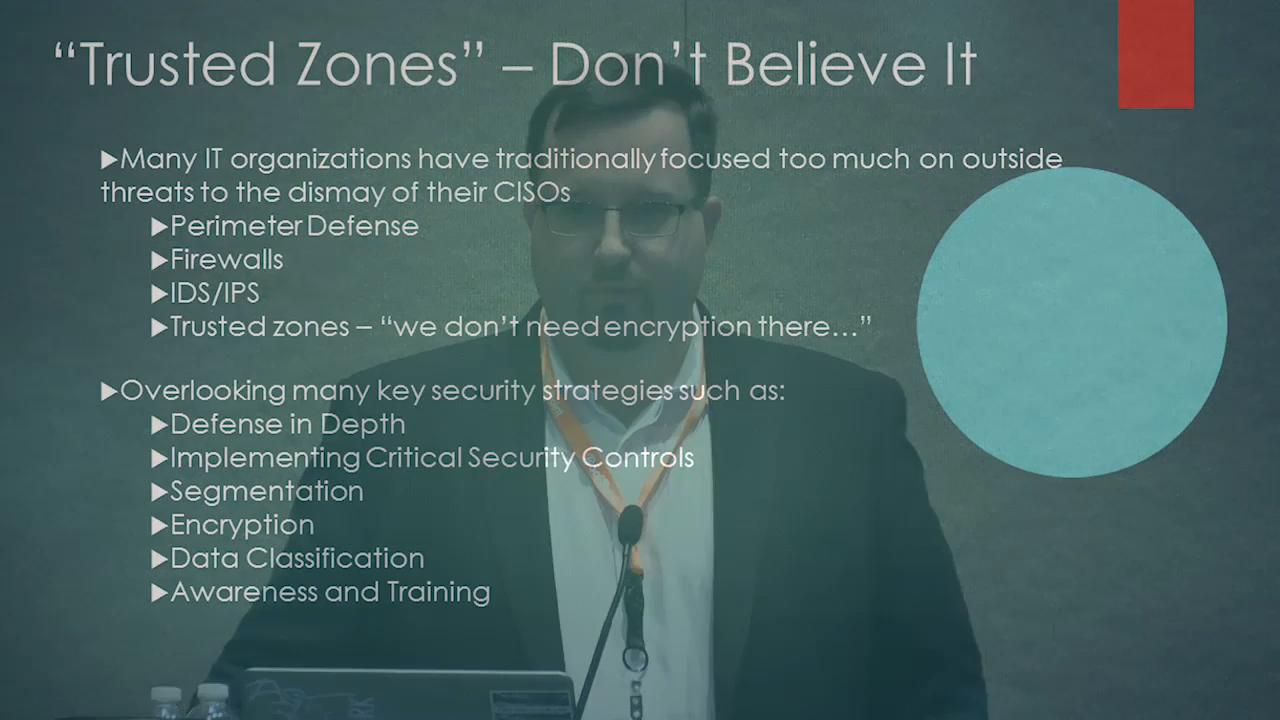 “Trusted Zones” – Don’t Believe It
▶Many IT organizations have traditionally focused too much on outside
threats to the dismay of their CISOs
▶Perimeter Defense
▶Firewalls
▶IDS/IPS
▶Trusted zones – “we don’t need encryption there…”
▶Overlooking many key security strategies such as:
▶Defense in Depth
▶Implementing Critical Security Controls
▶Segmentation
▶Encryption
▶Data Classification
▶Awareness and Training